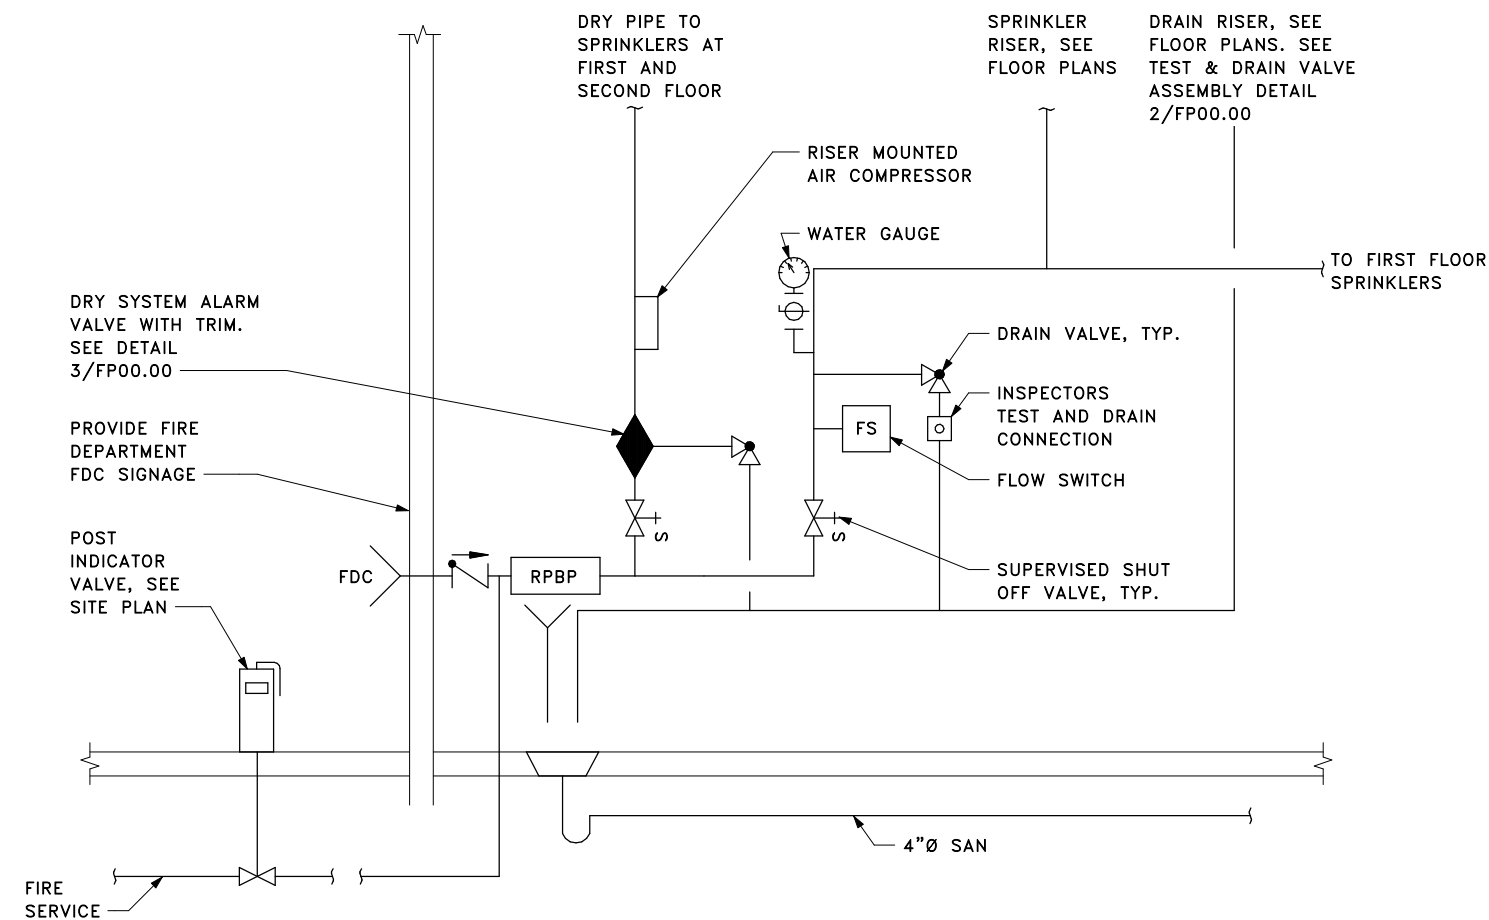 DRY PIPE TO
SPRINKLERS AT
FIRST AND
SECOND FLOOR
SPRINKLER
RISER, SEE
FLOOR PLANS
DRAIN RISER, SEE
FLOOR PLANS. SEE
TEST & DRAIN VALVE
ASSEMBLY DETAIL
2/FP00.00
RISER MOUNTED
AIR COMPRESSOR
WATER GAUGE
TO FIRST FLOOR
SPRINKLERS
DRY SYSTEM ALARM
VALVE WITH TRIM.
SEE DETAIL
3/FP00.00
DRAIN VALVE, TYP.
INSPECTORS
TEST AND DRAIN
CONNECTION
FS
FLOW SWITCH
PROVIDE FIRE
DEPARTMENT
FDC SIGNAGE
S
S
POST
INDICATOR
VALVE, SEE
SITE PLAN
FDC
RPBP
SUPERVISED SHUT
OFF VALVE, TYP.
4"Ø SAN
FIRE
SERVICE